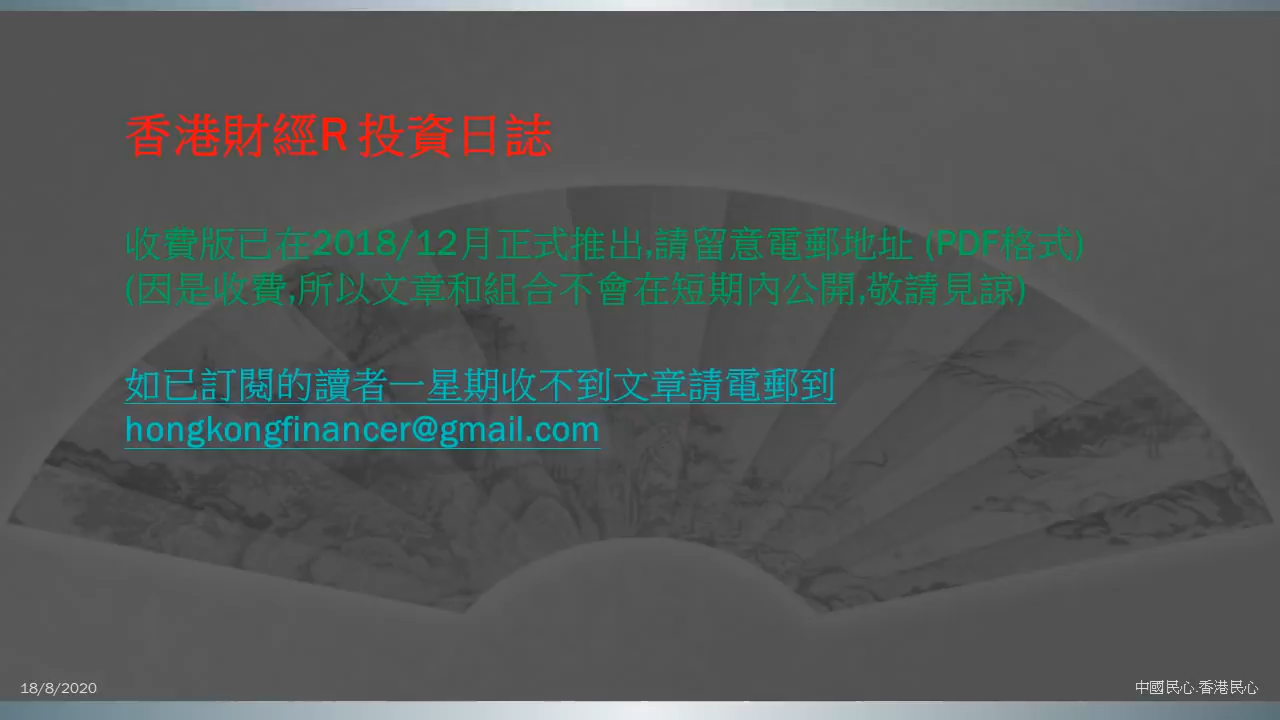 香港財經R 投資日誌
收費版已在2018/12月正式推出,請留意電郵地址 (PDF格式)
(因是收費,所以文章和組合不會在短期內公開,敬請見諒)
如已訂閱的讀者一星期收不到文章請電郵到
hongkongfinancer@gmail.com
18/8/2020
中國民心.香港民心